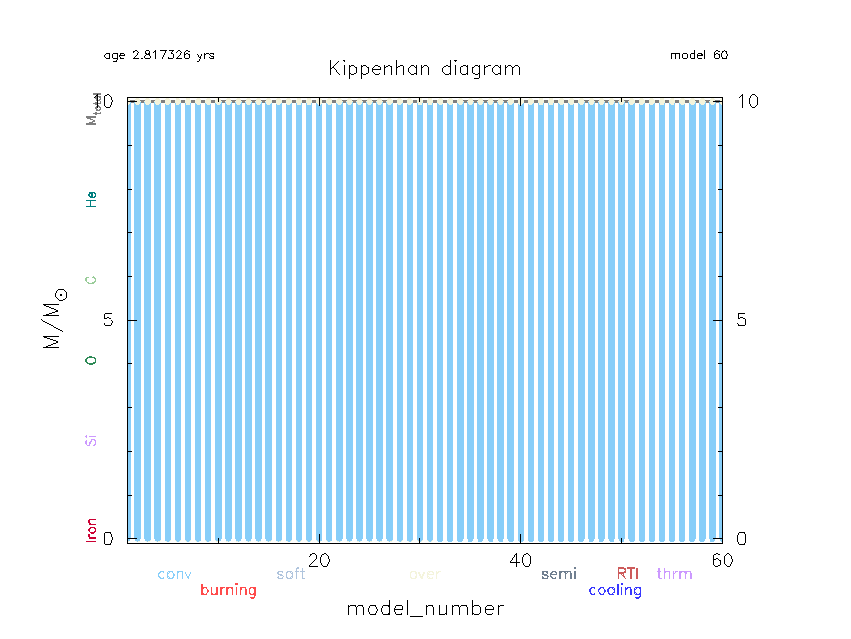 age 2.817326 yrs
model 60
Kippenhan diagram
M_total
He
C
O
Si
Iron
M/M☉
10
5
0
10
5
0
20
40
60
conv
soft
over
semi
RTI
thrm
burning
cooling
model_number